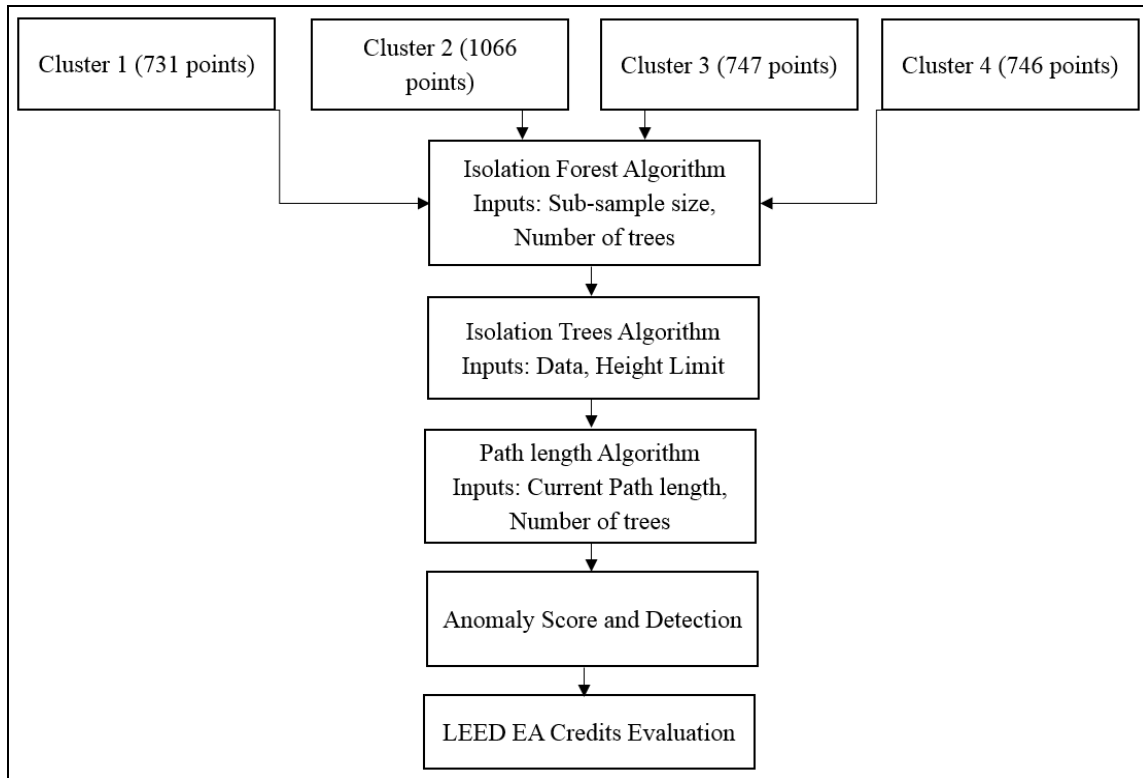 Cluster 1 (731 points)
Cluster 2 (1066
points)
Cluster 3 (747 points)
Cluster 4 (746 points)
Isolation Forest Algorithm
Inputs: Sub-sample size,
Number of trees
Isolation Trees Algorithm
Inputs: Data, Height Limit
Path length Algorithm
Inputs: Current Path length,
Number of trees
Anomaly Score and Detection
LEED EA Credits Evaluation